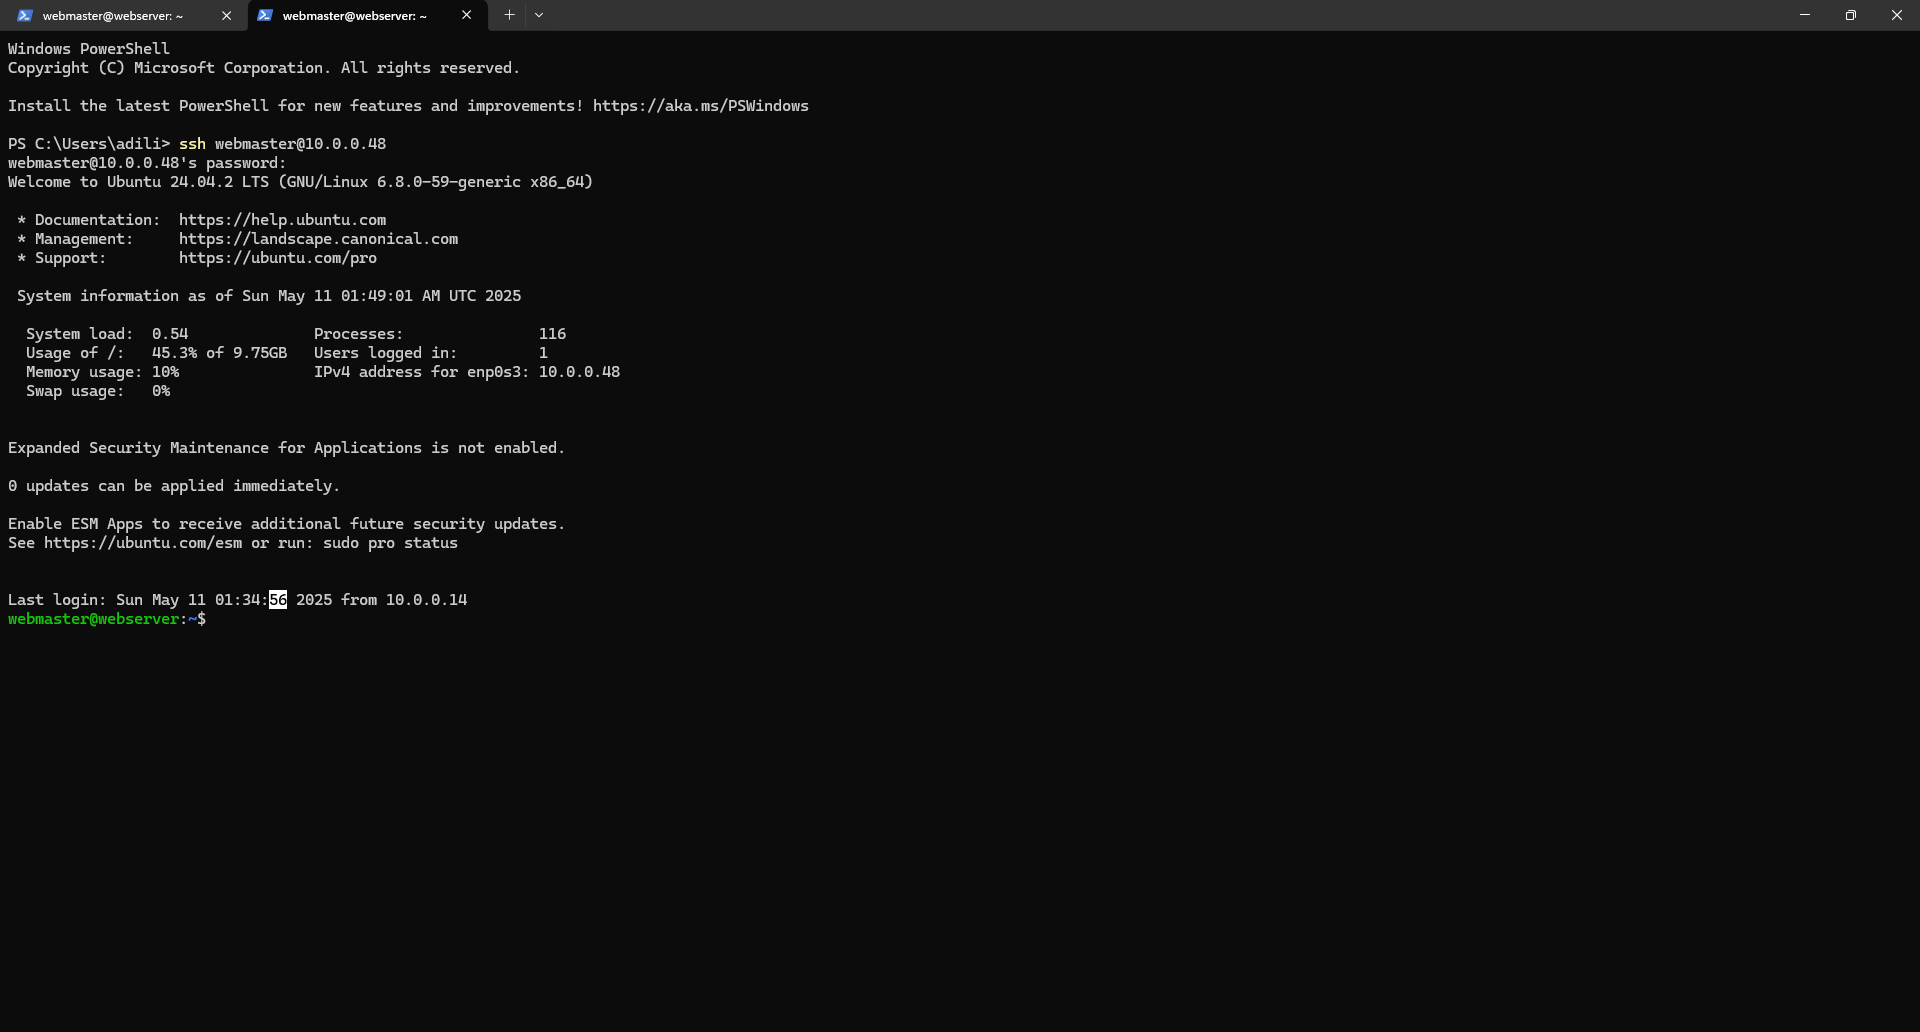 webmaster@webserver: ~
webmaster@webserver: ~
Windows PowerShell
Copyright (C) Microsoft Corporation. All rights reserved.
Install the latest PowerShell for new features and improvements! https://aka.ms/PSWindows
PS C:\Users\adili> ssh webmaster@10.0.0.48
webmaster@10.0.0.48's password:
Welcome to Ubuntu 24.04.2 LTS (GNU/Linux 6.8.0-59-generic x86_64)
* Documentation:  https://help.ubuntu.com
* Management:     https://landscape.canonical.com
* Support:        https://ubuntu.com/pro
System information as of Sun May 11 01:49:01 AM UTC 2025
System load:  0.54              Processes:               116
Usage of /:   45.3% of 9.75GB   Users logged in:         1
Memory usage: 10%               IPv4 address for enp0s3: 10.0.0.48
Swap usage:   0%
Expanded Security Maintenance for Applications is not enabled.
0 updates can be applied immediately.
Enable ESM Apps to receive additional future security updates.
See https://ubuntu.com/esm or run: sudo pro status
Last login: Sun May 11 01:34:56 2025 from 10.0.0.14
webmaster@webserver:~$